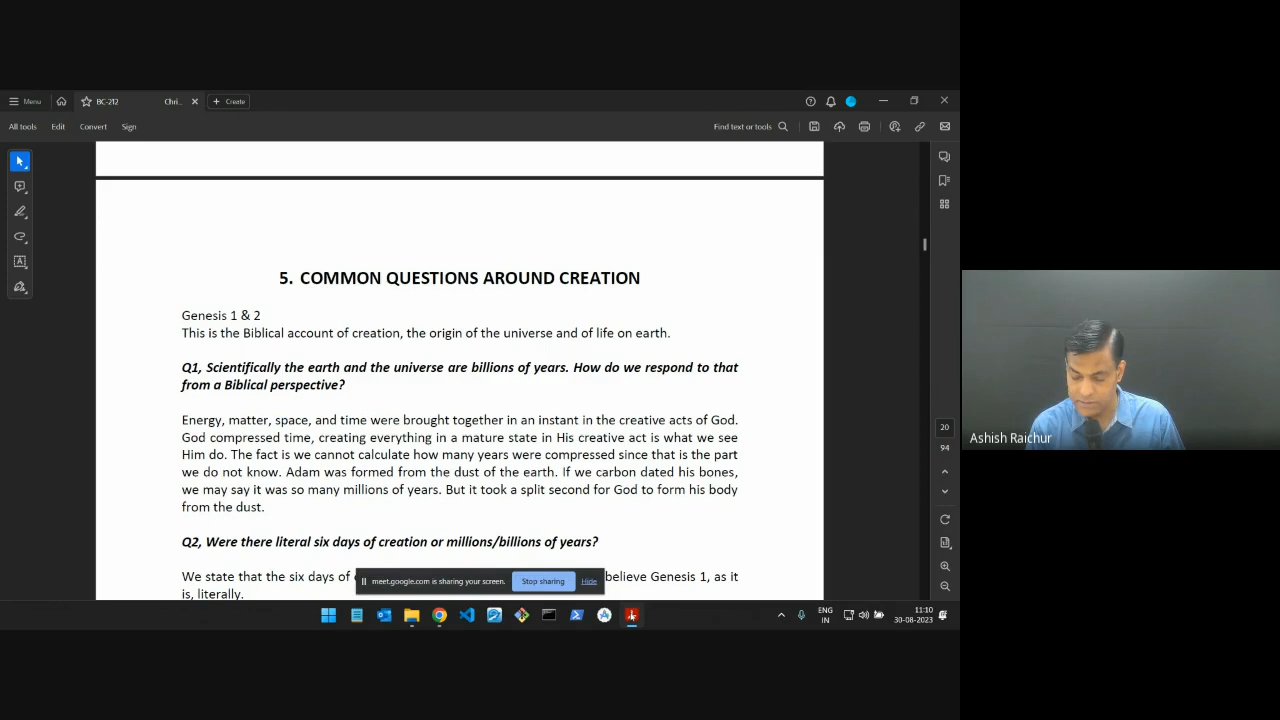 Menu
BC-212
Chri...
Create
All tools
Edit
Convert
Sign
Find text or tools
5. COMMON QUESTIONS AROUND CREATION
Genesis 1 & 2
This is the Biblical account of creation, the origin of the universe and of life on earth.
Q1, Scientifically the earth and the universe are billions of years. How do we respond to that
from a Biblical perspective?
Energy, matter, space, and time were brought together in an instant in the creative acts of God.
God compressed time, creating everything in a mature state in His creative act is what we see
Him do. The fact is we cannot calculate how many years were compressed since that is the part
we do not know. Adam was formed from the dust of the earth. If we carbon dated his bones,
we may say it was so many millions of years. But it took a split second for God to form his body
from the dust.
Q2, Were there literal six days of creation or millions/billions of years?
We state that the six days of
believe Genesis 1, as it
is, literally.
meet.google.com is sharing your screen.
Stop sharing
Hide
20
94
ENG
IN
11:10
30-08-2023
Ashish Raichur